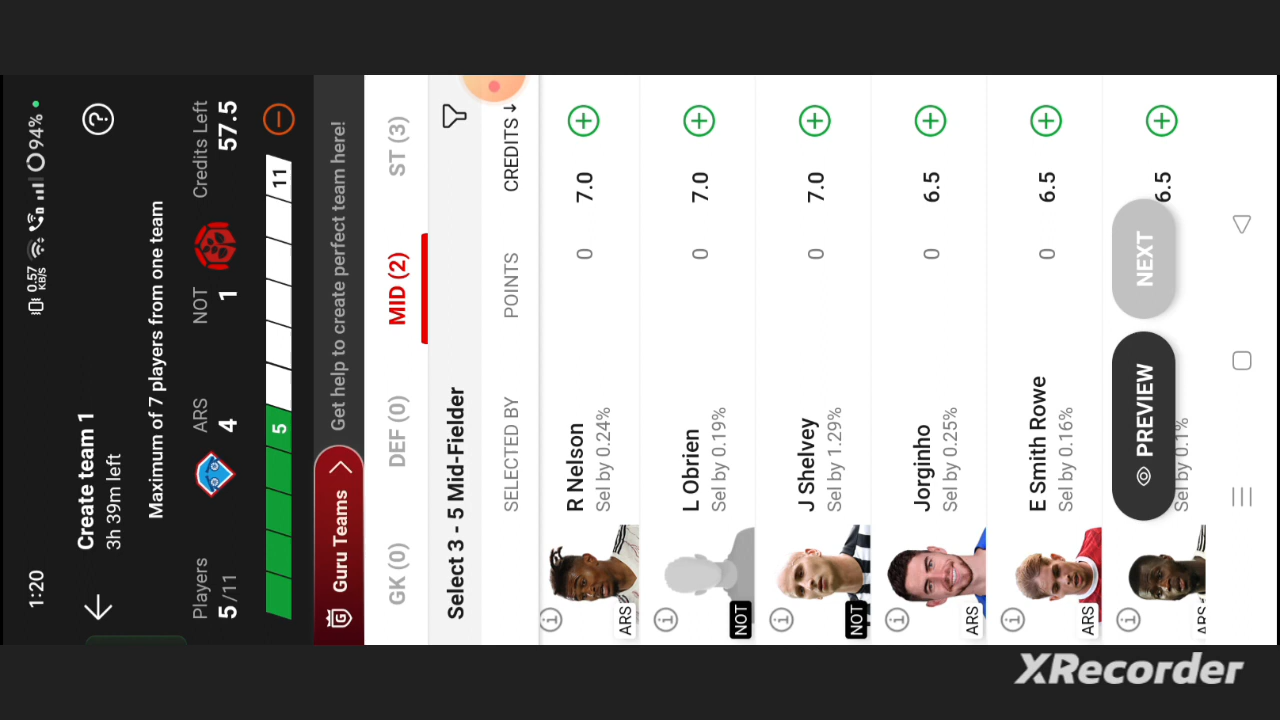 1:20
0.57
KB/S
94%
Create team 1
3h 39m left
Maximum of 7 players from one team
Players
5 /11
ARS
4
NOT
1
Credits Left
57.5
5
11
Guru Teams
Get help to create perfect team here!
GK (0)
DEF (0)
MID (2)
ST (3)
Select 3 - 5 Mid-Fielder
SELECTED BY
POINTS
CREDITS
R Nelson
Sel by 0.24%
0
7.0
ARS
L Obrien
Sel by 0.19%
0
7.0
NOT
J Shelvey
Sel by 1.29%
0
7.0
NOT
Jorginho
Sel by 0.25%
0
6.5
ARS
E Smith Rowe
Sel by 0.16%
0
6.5
ARS
Sel by 0.1%
6.5
ARS
PREVIEW
NEXT
XRecorder